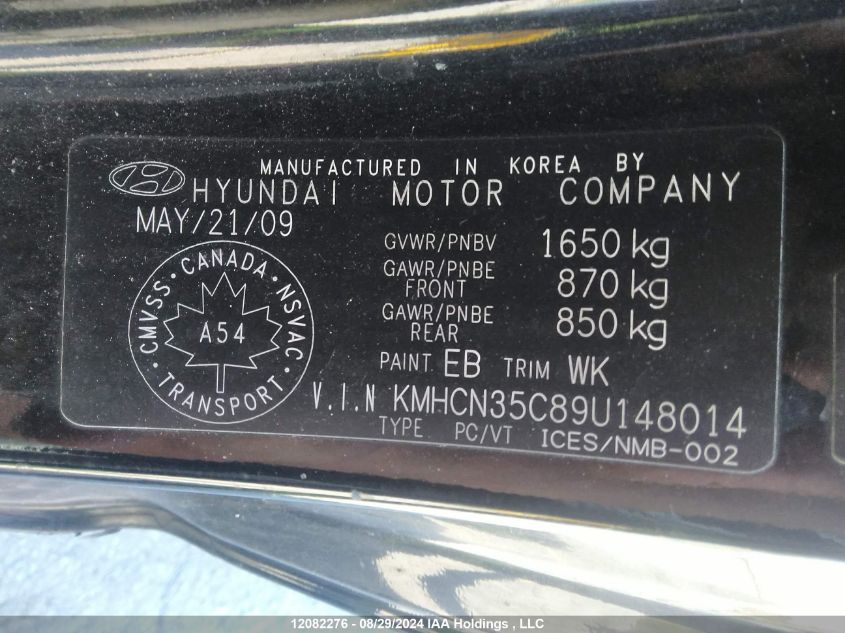 MANUFACTURED IN KOREA BY
HYUNDAI MOTOR COMPANY
MAY/21/09
GVWR/PNBV 1650 kg
GAWR/PNBE FRONT 870 kg
GAWR/PNBE REAR 850 kg
CANADA • NSVAC • TRANSPORT • CMVSS •
A54
PAINT EB TRIM WK
V.I.N KMHCN35C89U148014
TYPE PC/VT ICES/NMB-002
12082276 - 08/29/2024 IAA Holdings , LLC